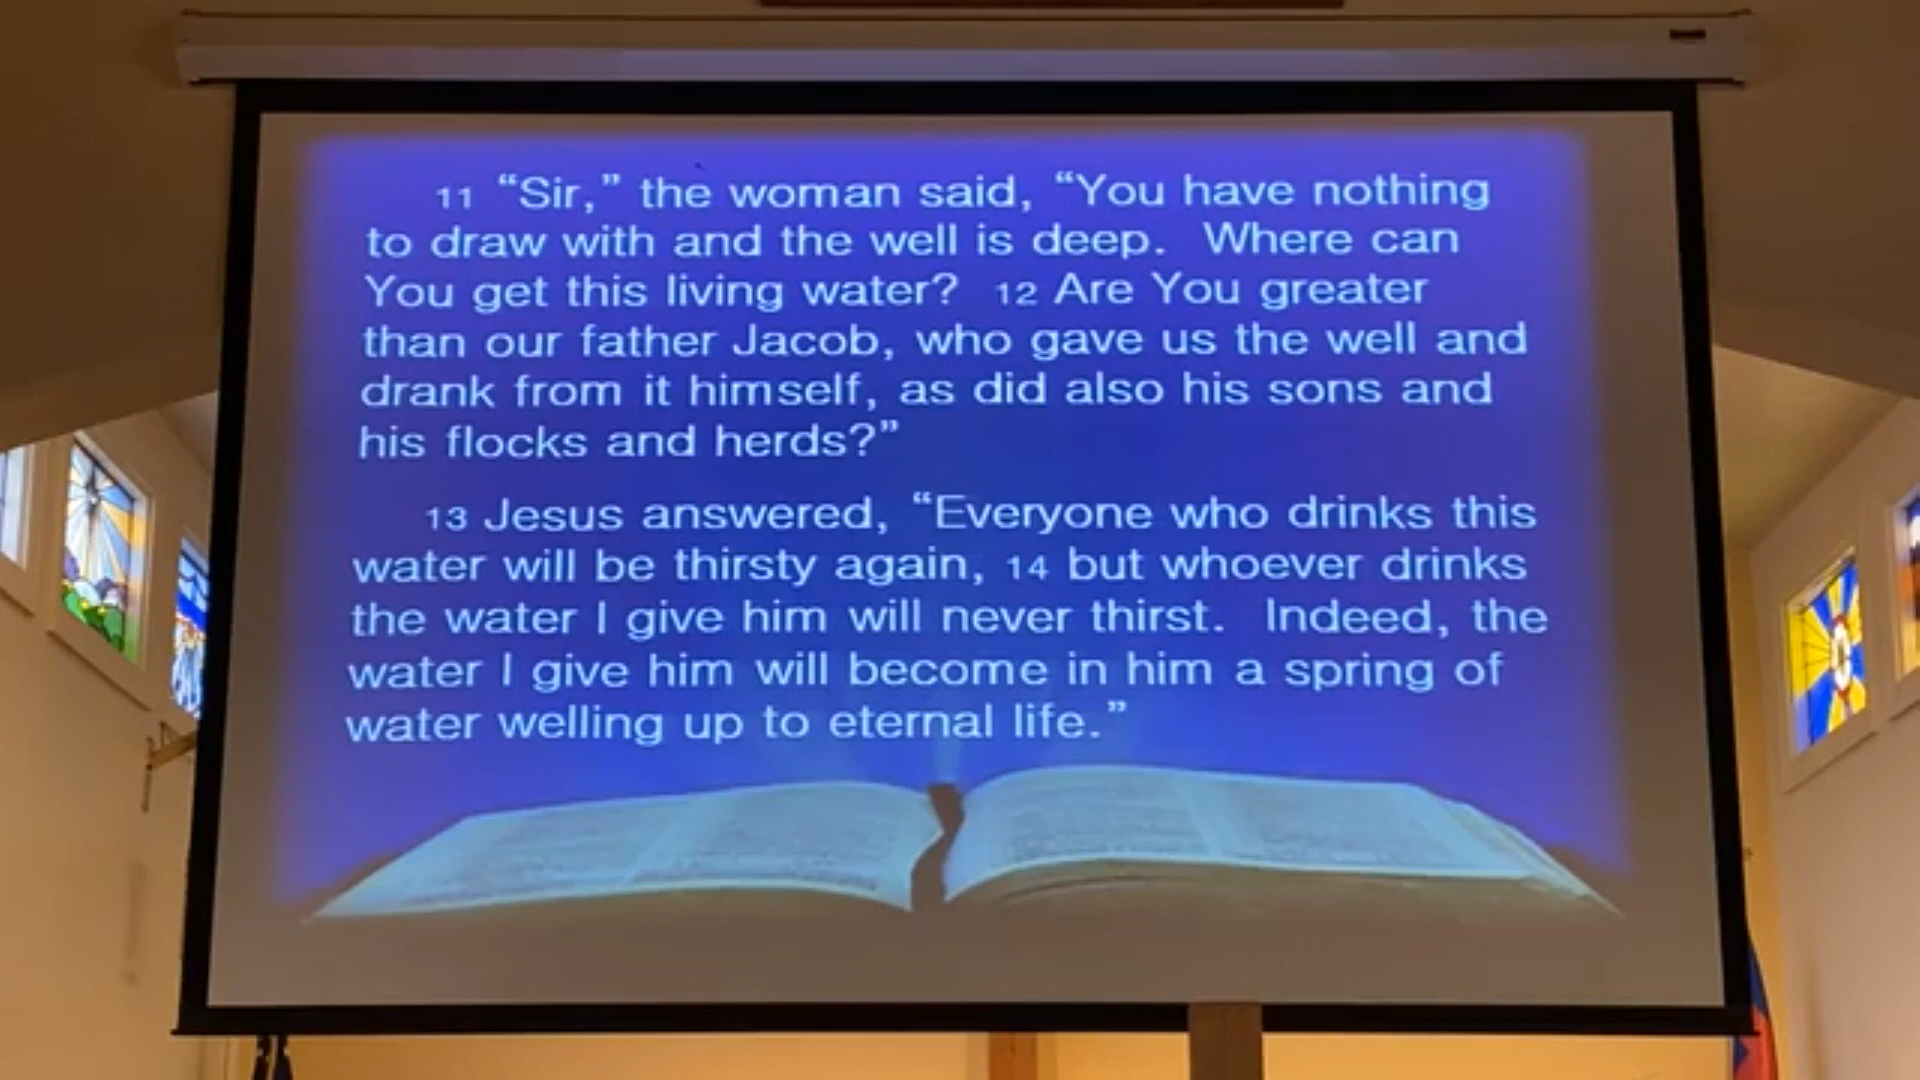 11 “Sir,” the woman said, “You have nothing
to draw with and the well is deep. Where can
You get this living water? 12 Are You greater
than our father Jacob, who gave us the well and
drank from it himself, as did also his sons and
his flocks and herds?”
13 Jesus answered, “Everyone who drinks this
water will be thirsty again, 14 but whoever drinks
the water I give him will never thirst. Indeed, the
water I give him will become in him a spring of
water welling up to eternal life.”